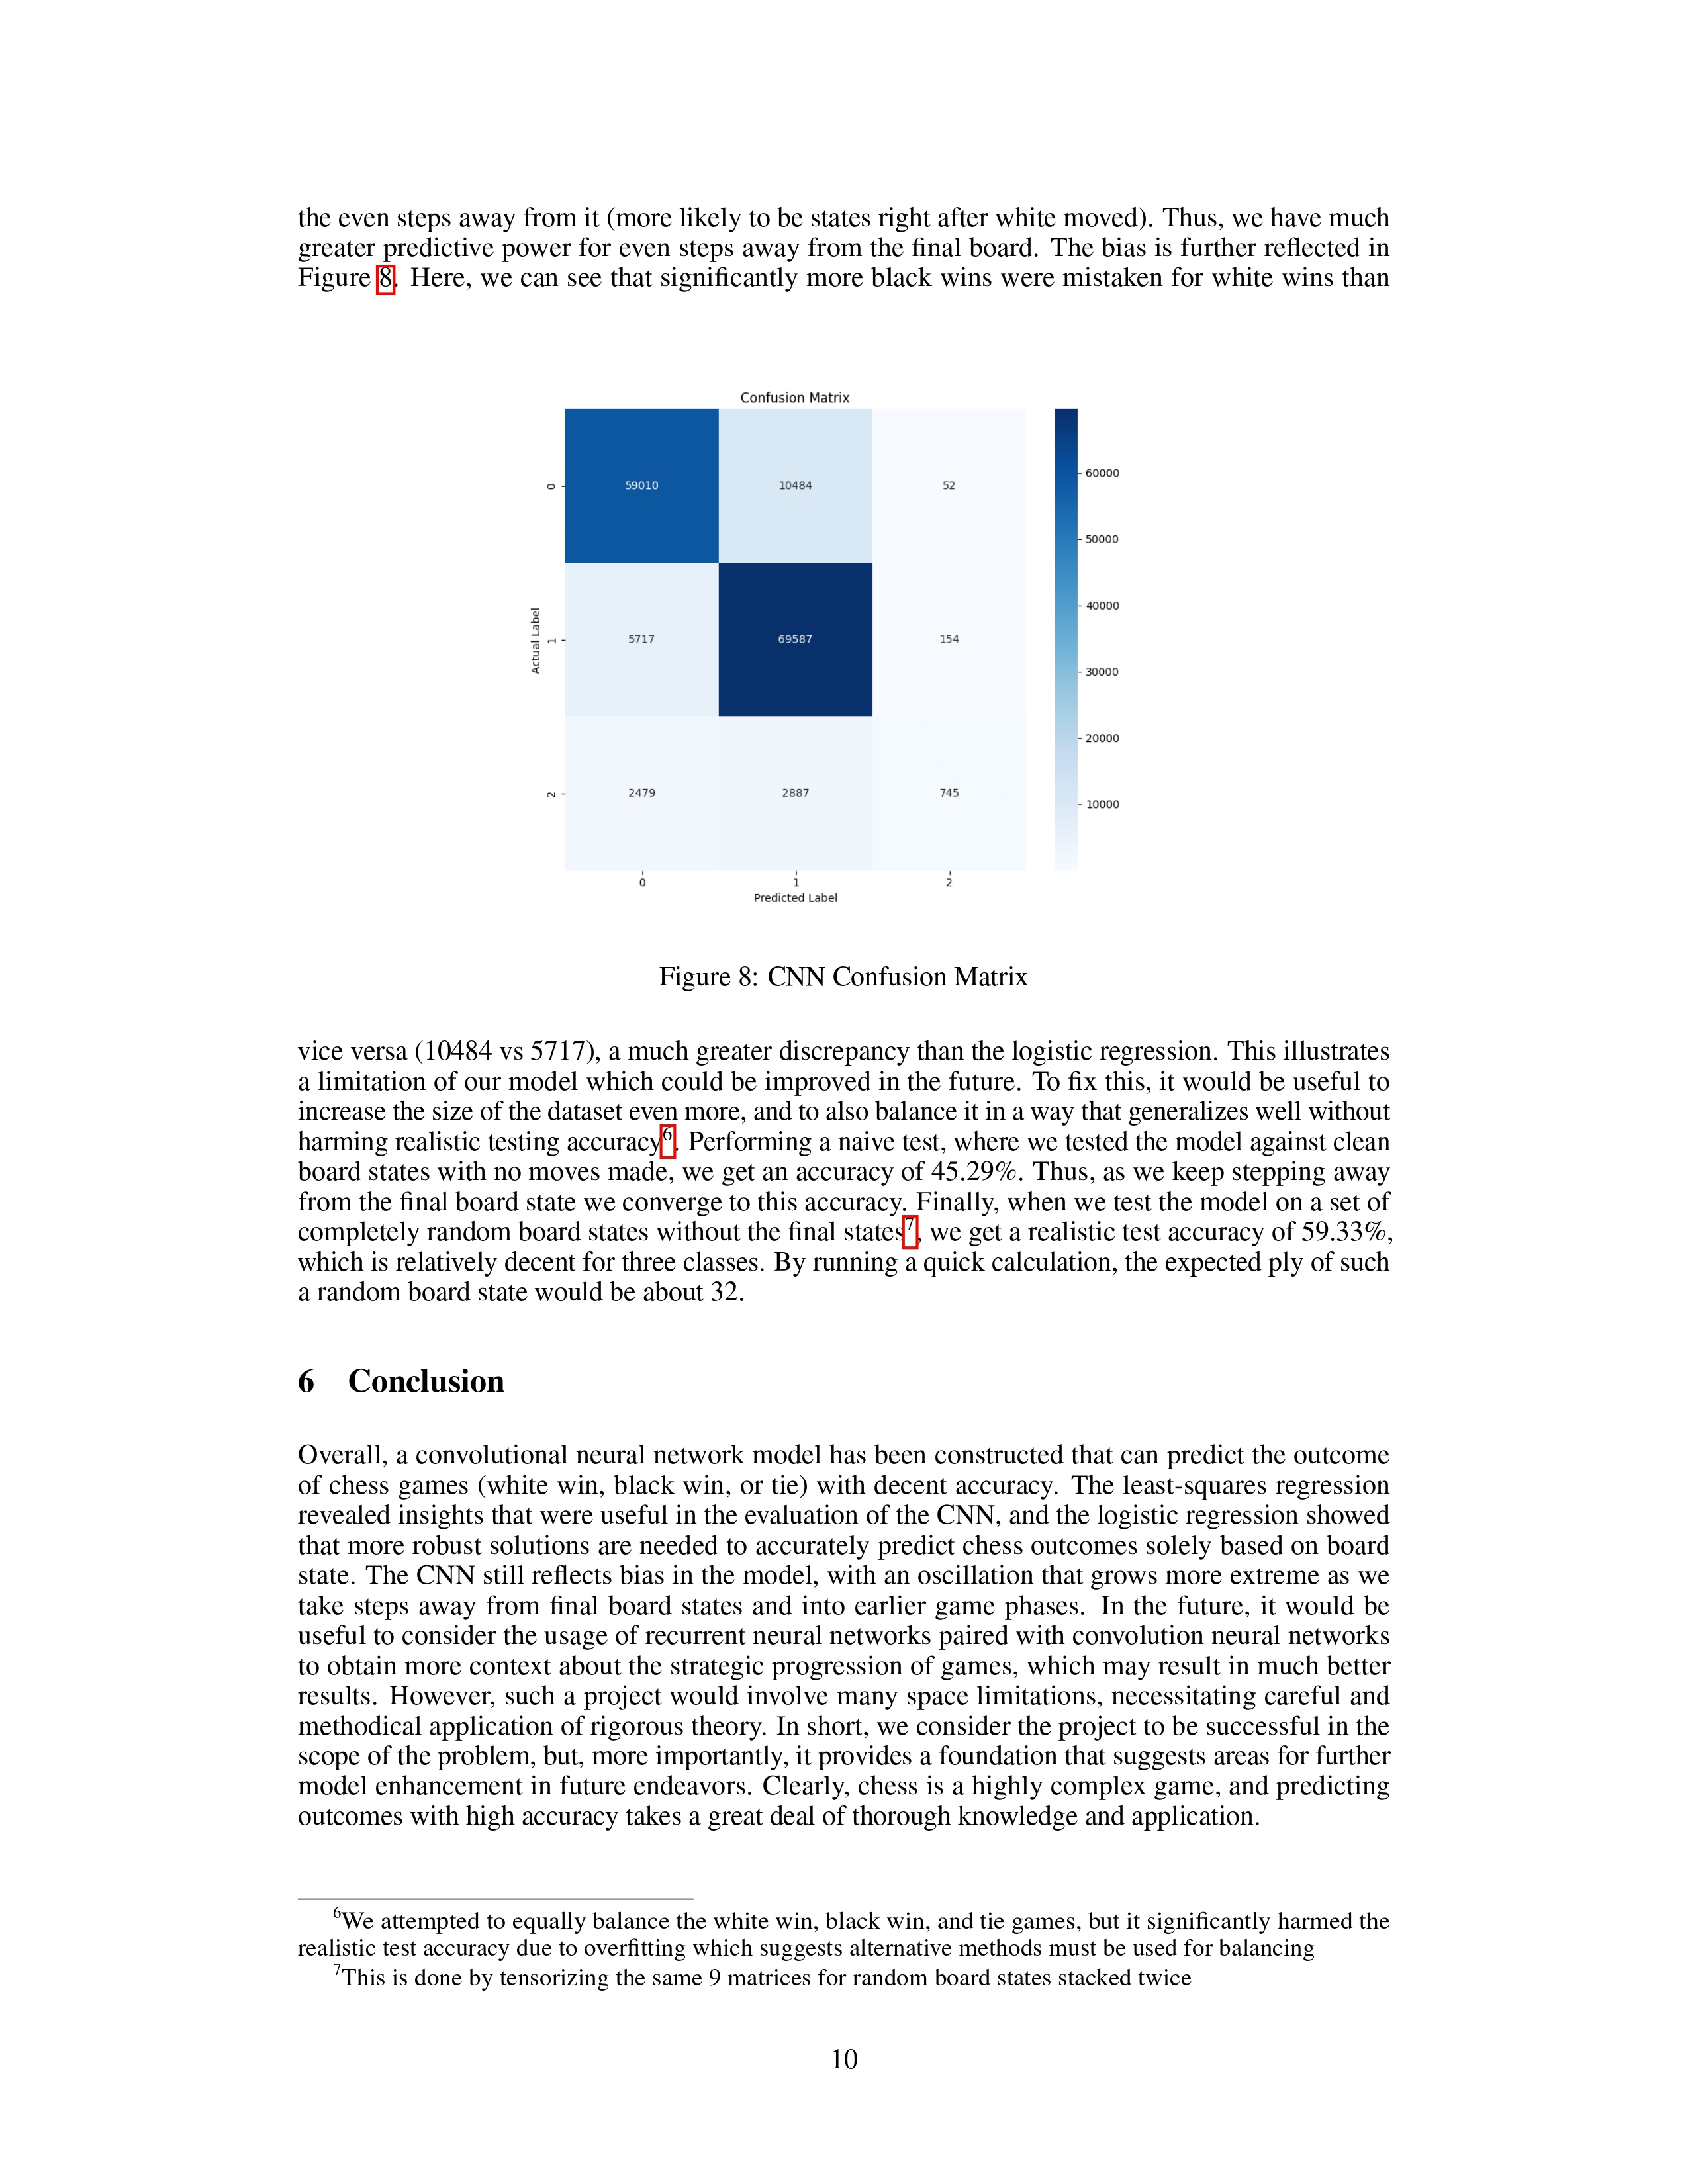 the even steps away from it (more likely to be states right after white moved). Thus, we have much
greater predictive power for even steps away from the final board. The bias is further reflected in
Figure 8. Here, we can see that significantly more black wins were mistaken for white wins than
Confusion Matrix
59010 10484 52
5717 69587 154
2479 2887 745
0
1
2
Actual Label
0 1 2
Predicted Label
60000
50000
40000
30000
20000
10000
Figure 8: CNN Confusion Matrix
vice versa (10484 vs 5717), a much greater discrepancy than the logistic regression. This illustrates
a limitation of our model which could be improved in the future. To fix this, it would be useful to
increase the size of the dataset even more, and to also balance it in a way that generalizes well without
harming realistic testing accuracy6. Performing a naive test, where we tested the model against clean
board states with no moves made, we get an accuracy of 45.29%. Thus, as we keep stepping away
from the final board state we converge to this accuracy. Finally, when we test the model on a set of
completely random board states without the final states7, we get a realistic test accuracy of 59.33%,
which is relatively decent for three classes. By running a quick calculation, the expected ply of such
a random board state would be about 32.
6 Conclusion
Overall, a convolutional neural network model has been constructed that can predict the outcome
of chess games (white win, black win, or tie) with decent accuracy. The least-squares regression
revealed insights that were useful in the evaluation of the CNN, and the logistic regression showed
that more robust solutions are needed to accurately predict chess outcomes solely based on board
state. The CNN still reflects bias in the model, with an oscillation that grows more extreme as we
take steps away from final board states and into earlier game phases. In the future, it would be
useful to consider the usage of recurrent neural networks paired with convolution neural networks
to obtain more context about the strategic progression of games, which may result in much better
results. However, such a project would involve many space limitations, necessitating careful and
methodical application of rigorous theory. In short, we consider the project to be successful in the
scope of the problem, but, more importantly, it provides a foundation that suggests areas for further
model enhancement in future endeavors. Clearly, chess is a highly complex game, and predicting
outcomes with high accuracy takes a great deal of thorough knowledge and application.
6We attempted to equally balance the white win, black win, and tie games, but it significantly harmed the
realistic test accuracy due to overfitting which suggests alternative methods must be used for balancing
7This is done by tensorizing the same 9 matrices for random board states stacked twice
10